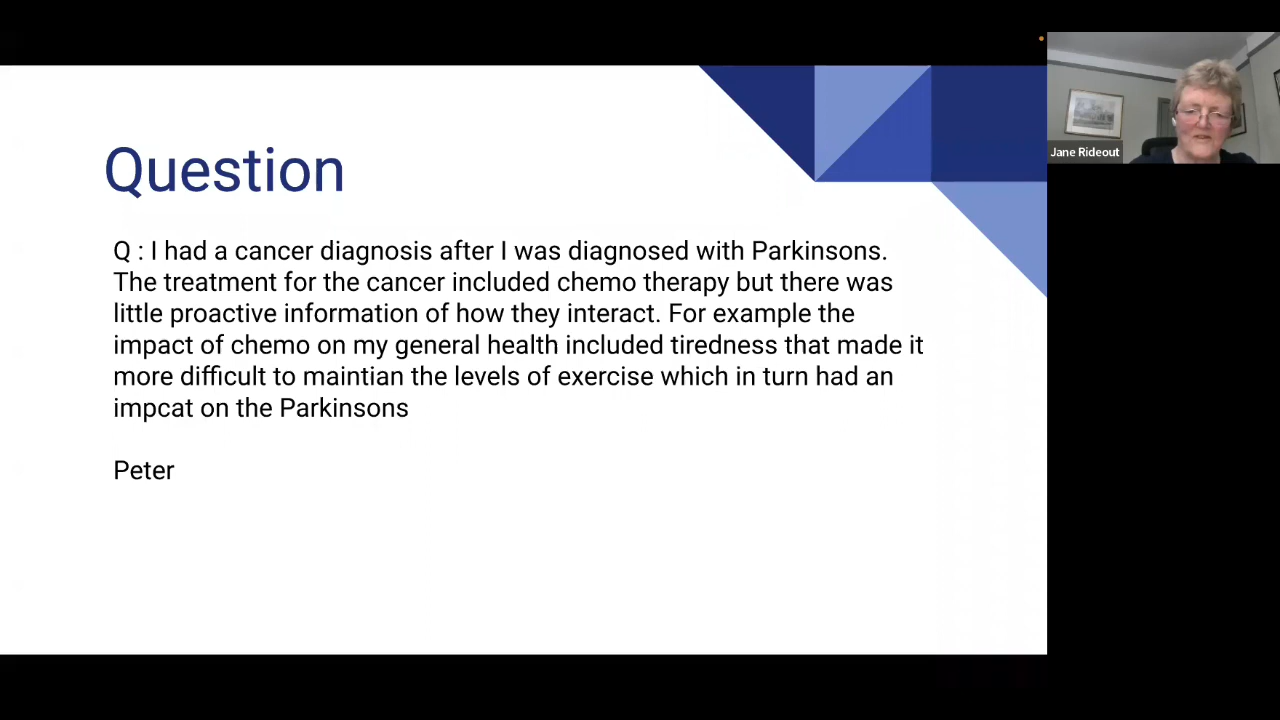 Question
Q : I had a cancer diagnosis after I was diagnosed with Parkinsons.
The treatment for the cancer included chemo therapy but there was
little proactive information of how they interact. For example the
impact of chemo on my general health included tiredness that made it
more difficult to maintian the levels of exercise which in turn had an
impcat on the Parkinsons
Peter
Jane Rideout